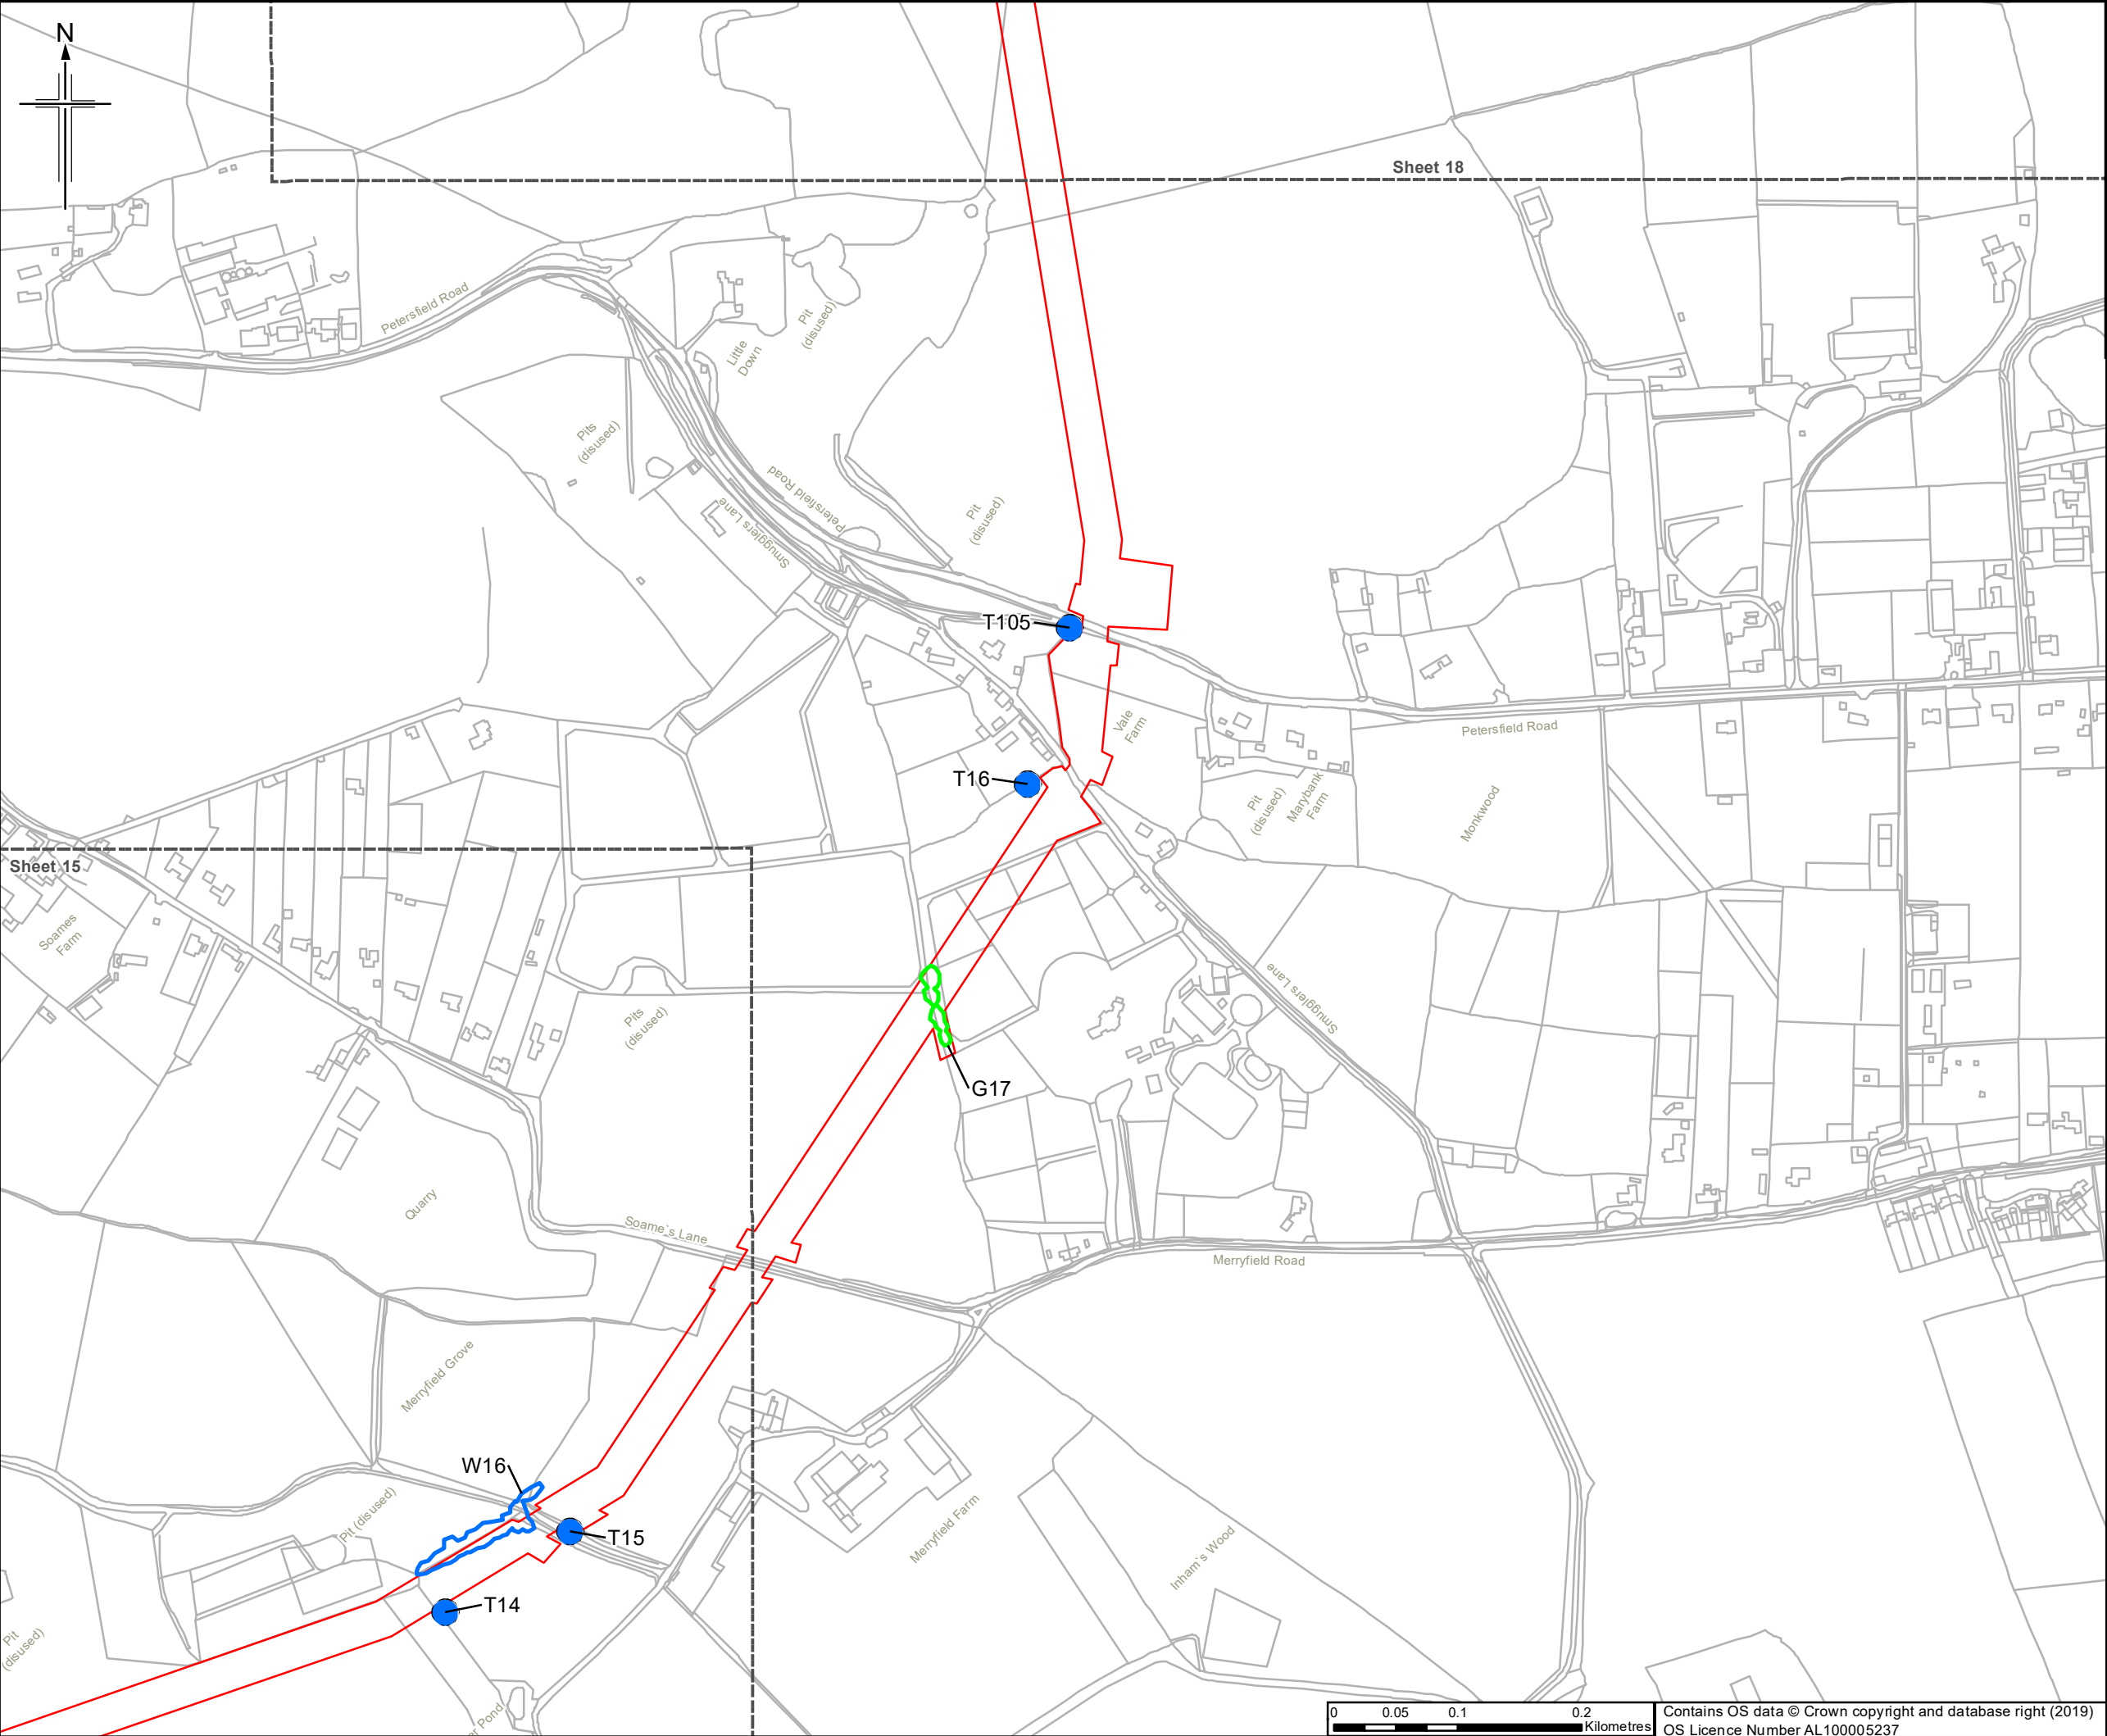 N
Sheet 18
Petersfield Road
Pit
(disused)
Little
Down
Pits
(disused)
Petersfield Road
Smugglers Lane
Pit
(disused)
T105
Vale
Farm
Petersfield Road
T16
Pit
(disused)
Marybank
Farm
Monkwood
Sheet 15
Soames
Farm
Pits
(disused)
Smugglers Lane
G17
Quarry
Soame`s Lane
Merryfield Road
Merryfield Grove
W16
Pit (disused)
T15
Merryfield Farm
Inham`s Wood
T14
Pit
(disused)
er Pond
0 0.05 0.1 0.2
Kilometres
Contains OS data © Crown copyright and database right (2019)
OS Licence Number AL100005237